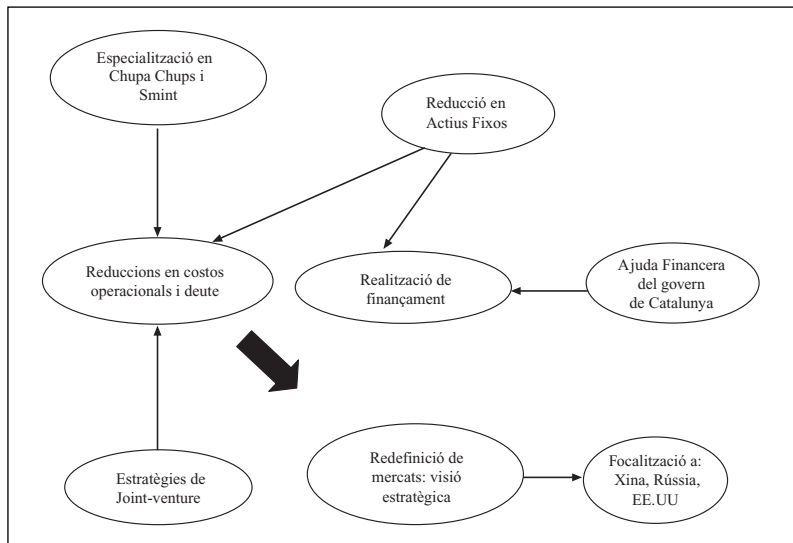 Especialització en
Chupa Chups i
Smint
Reducció en
Actius Fixos
Reduccions en costos
operacionals i deute
Realització de
finançament
Ajuda Financera
del govern
de Catalunya
Estratègies de
Joint-venture
Redefinició de
mercats: visió
estratègica
Focalització a:
Xina, Rússia,
EE.UU